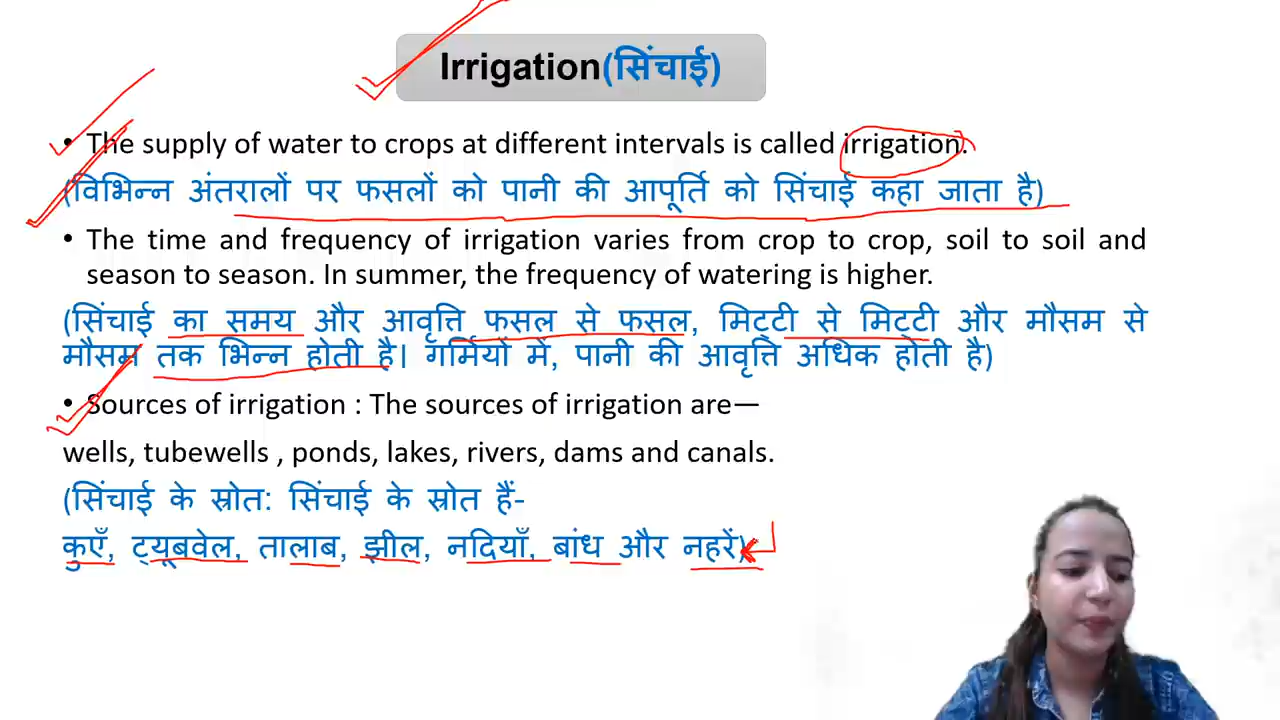 Irrigation(सिंचाई)
• The supply of water to crops at different intervals is called irrigation.
(विभिन्न अंतरालों पर फसलों को पानी की आपूर्ति को सिंचाई कहा जाता है)
• The time and frequency of irrigation varies from crop to crop, soil to soil and
season to season. In summer, the frequency of watering is higher.
(सिंचाई का समय और आवृत्ति फसल से फसल, मिट्टी से मिट्टी और मौसम से
मौसम तक भिन्न होती है। गर्मियों में, पानी की आवृत्ति अधिक होती है)
• Sources of irrigation : The sources of irrigation are—
wells, tubewells , ponds, lakes, rivers, dams and canals.
(सिंचाई के स्रोत: सिंचाई के स्रोत हैं-
कुएँ, ट्यूबवेल, तालाब, झील, नदियाँ, बांध और नहरें)